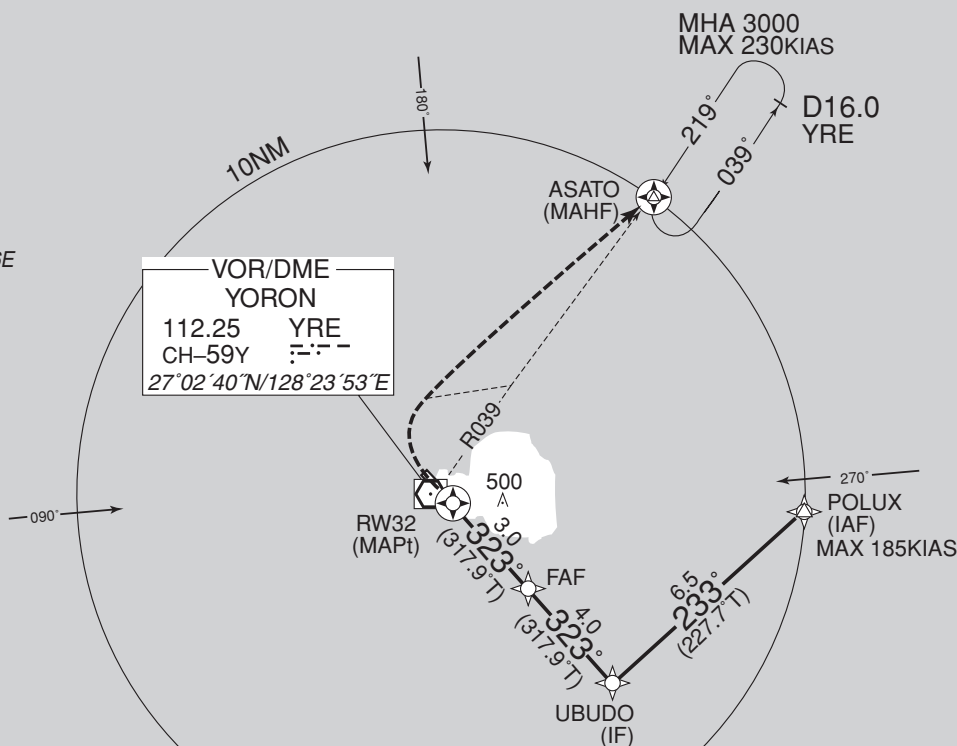 MHA 3000
MAX 230KIAS
D16.0
YRE
219°
039°
180°
10NM
ASATO
(MAHF)
VOR/DME
YORON
112.25 YRE
CH–59Y
27°02´40˝N/128°23´53˝E
R039
500
090°
270°
RW32
(MAPt)
POLUX
(IAF)
MAX 185KIAS
3.0
323°
(317.9°T)
FAF
4.0
323°
(317.9°T)
6.5
233°
(227.7°T)
UBUDO
(IF)